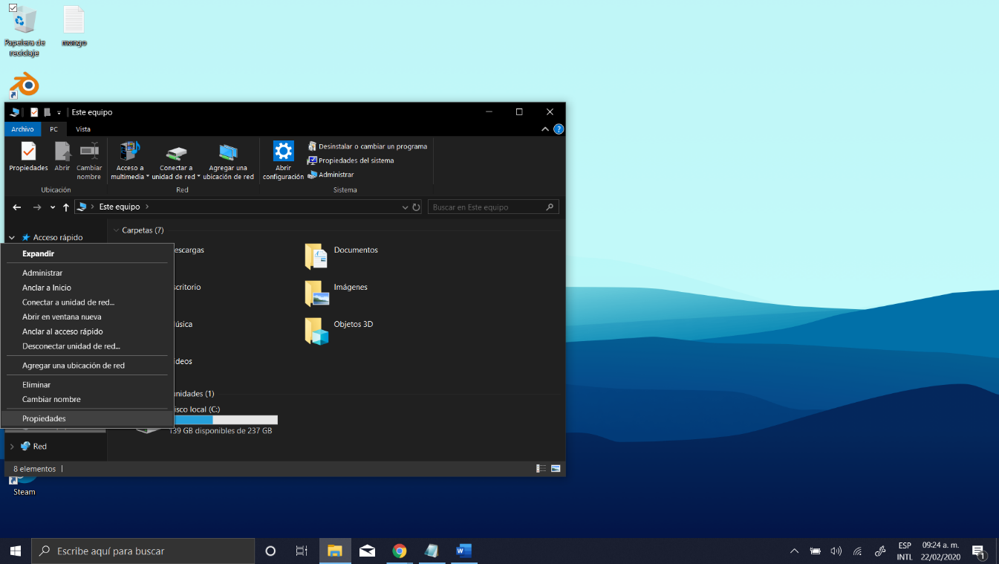 Papelera de
reciclaje
mongo
Este equipo
Archivo
PC
Vista
Propiedades
Abrir
Cambiar
nombre
Ubicación
Acceso a
multimedia
Conectar a
unidad de red
Agregar una
ubicación de red
Red
Abrir
configuración
Desinstalar o cambiar un programa
Propiedades del sistema
Administrar
Sistema
Este equipo
Buscar en Este equipo
Acceso rápido
Carpetas (7)
Expandir
Administrar
Anclar a Inicio
Conectar a unidad de red...
Abrir en ventana nueva
Anclar al acceso rápido
Desconectar unidad de red...
Agregar una ubicación de red
Eliminar
Cambiar nombre
Propiedades
escargas
Documentos
scritorio
Imágenes
úsica
Objetos 3D
ideos
nidades (1)
isco local (C:)
139 GB disponibles de 237 GB
Red
8 elementos
Steam
Escribe aquí para buscar
ESP
INTL
09:24 a. m.
22/02/2020
1